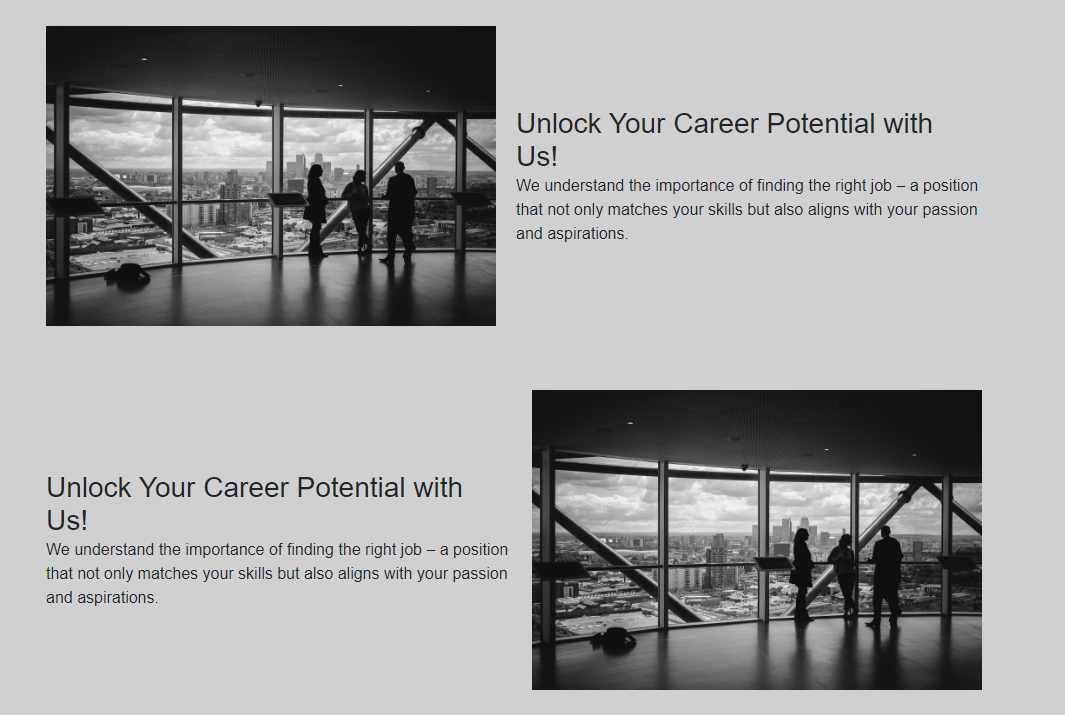 Unlock Your Career Potential with
Us!
We understand the importance of finding the right job – a position
that not only matches your skills but also aligns with your passion
and aspirations.
Unlock Your Career Potential with
Us!
We understand the importance of finding the right job – a position
that not only matches your skills but also aligns with your passion
and aspirations.